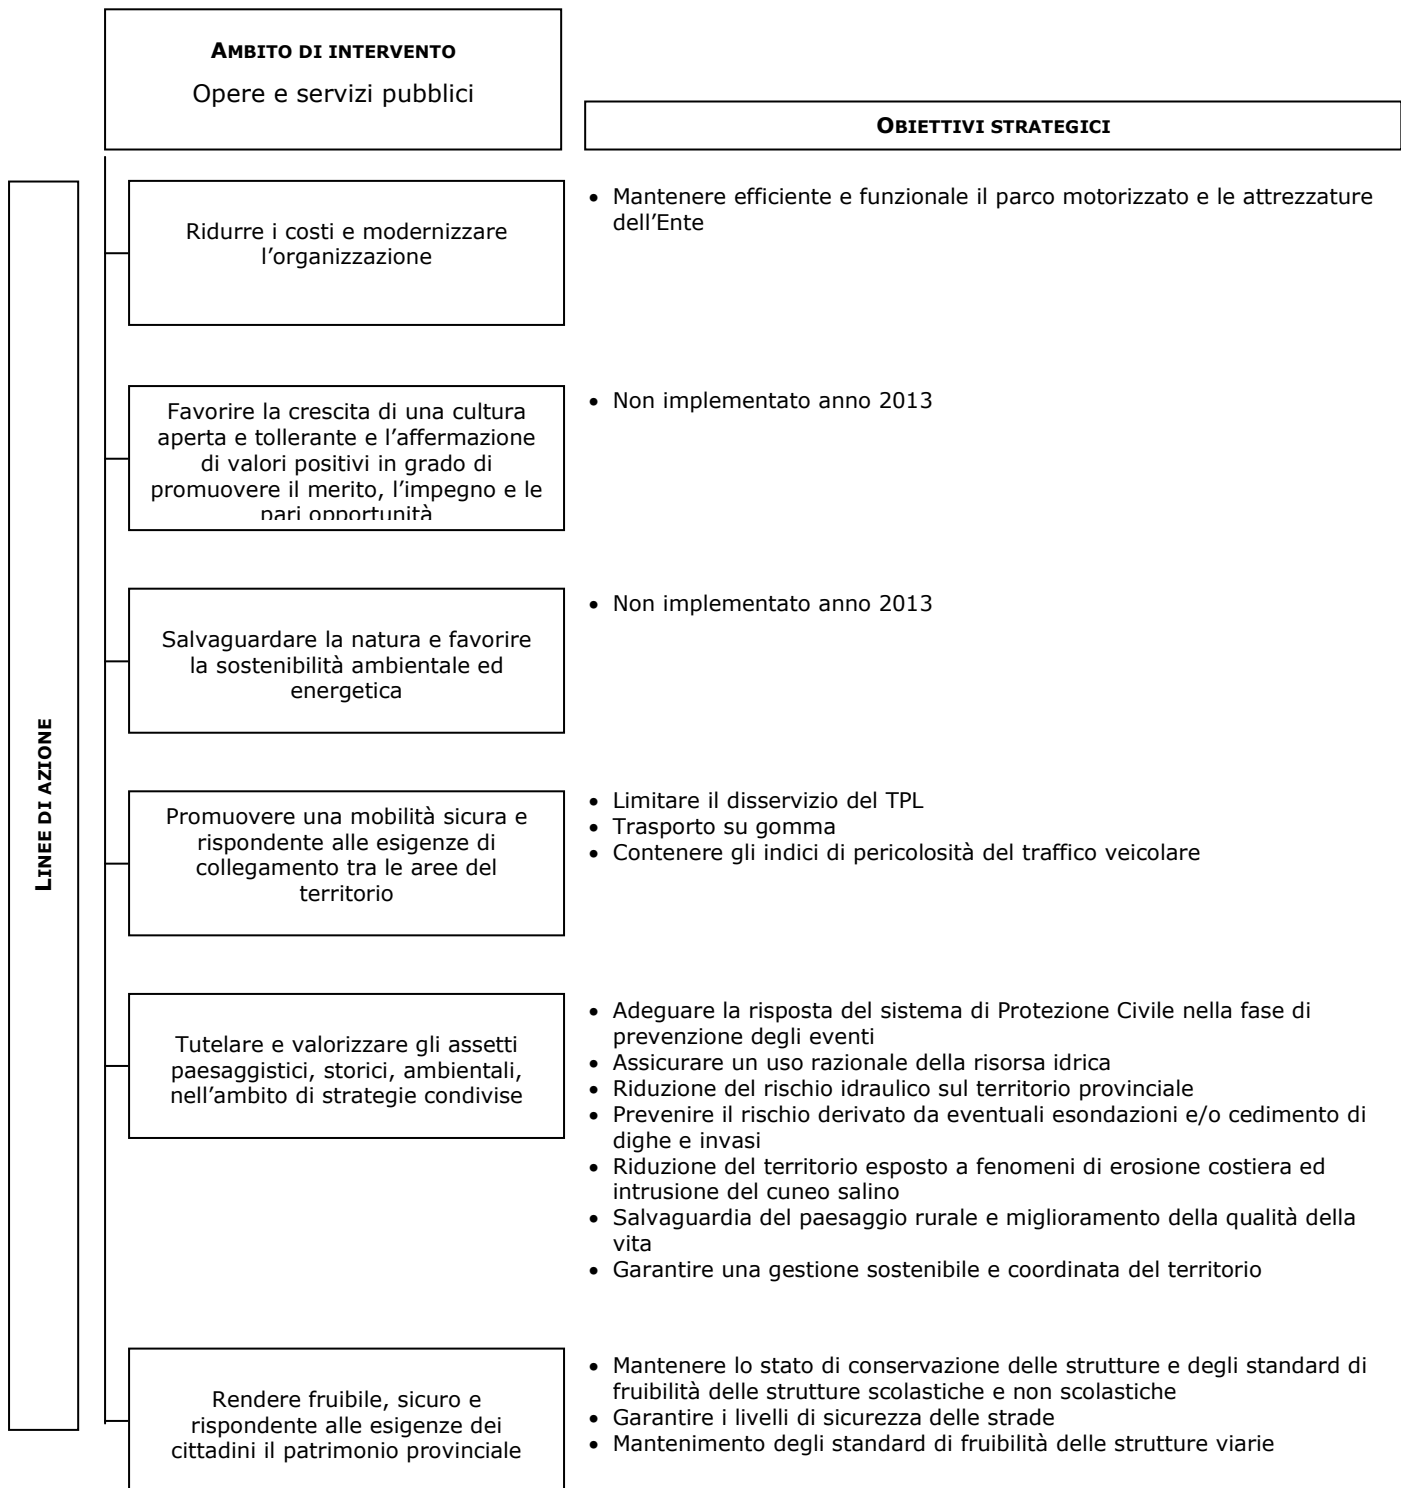 AMBITO DI INTERVENTO
Opere e servizi pubblici
OBIETTIVI STRATEGICI
LINEE DI AZIONE
Ridurre i costi e modernizzare
l'organizzazione
• Mantenere efficiente e funzionale il parco motorizzato e le attrezzature
dell'Ente
Favorire la crescita di una cultura
aperta e tollerante e l'affermazione
di valori positivi in grado di
promuovere il merito, l'impegno e le
pari opportunità
• Non implementato anno 2013
Salvaguardare la natura e favorire
la sostenibilità ambientale ed
energetica
• Non implementato anno 2013
Promuovere una mobilità sicura e
rispondente alle esigenze di
collegamento tra le aree del
territorio
• Limitare il disservizio del TPL
• Trasporto su gomma
• Contenere gli indici di pericolosità del traffico veicolare
Tutelare e valorizzare gli assetti
paesaggistici, storici, ambientali,
nell'ambito di strategie condivise
• Adeguare la risposta del sistema di Protezione Civile nella fase di
prevenzione degli eventi
• Assicurare un uso razionale della risorsa idrica
• Riduzione del rischio idraulico sul territorio provinciale
• Prevenire il rischio derivato da eventuali esondazioni e/o cedimento di
dighe e invasi
• Riduzione del territorio esposto a fenomeni di erosione costiera ed
intrusione del cuneo salino
• Salvaguardia del paesaggio rurale e miglioramento della qualità della
vita
• Garantire una gestione sostenibile e coordinata del territorio
Rendere fruibile, sicuro e
rispondente alle esigenze dei
cittadini il patrimonio provinciale
• Mantenere lo stato di conservazione delle strutture e degli standard di
fruibilità delle strutture scolastiche e non scolastiche
• Garantire i livelli di sicurezza delle strade
• Mantenimento degli standard di fruibilità delle strutture viarie